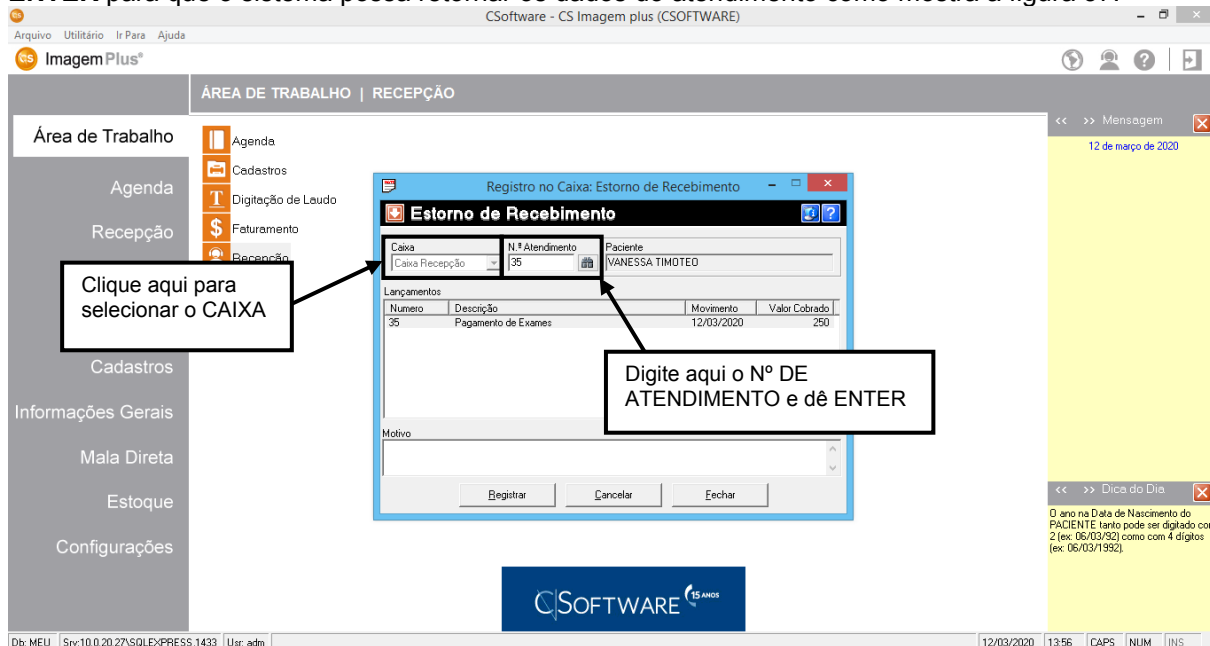 CSoftware - CS Imagem plus (CSOFTWARE)
Arquivo Utilitário Ir Para Ajuda
CS Imagem Plus®
ÁREA DE TRABALHO | RECEPÇÃO
Área de Trabalho
Agenda
Recepção
Cadastros
Informações Gerais
Mala Direta
Estoque
Configurações
Agenda
Cadastros
T Digitação de Laudo
$ Faturamento
Recepção
Clique aqui para
selecionar o CAIXA
Registro no Caixa: Estorno de Recebimento
Estorno de Recebimento
Caixa N.º Atendimento Paciente
Caixa Recepção 35 VANESSA TIMOTEO
Lançamentos
Numero Descrição Movimento Valor Cobrado
35 Pagamento de Exames 12/03/2020 250
Digite aqui o Nº DE
ATENDIMENTO e dê ENTER
Motivo
Registrar Cancelar Fechar
<< >> Mensagem
12 de março de 2020
<< >> Dica do Dia
O ano na Data de Nascimento do
PACIENTE tanto pode ser digitado
2 (ex: 06/03/92) como com 4 dígitos
(ex: 06/03/1992).
CSOFTWARE 15 ANOS
Db: MEU Srv:10.0.20.27\SQLEXPRESS,1433 Usr: adm 12/03/2020 13:56 CAPS NUM INS